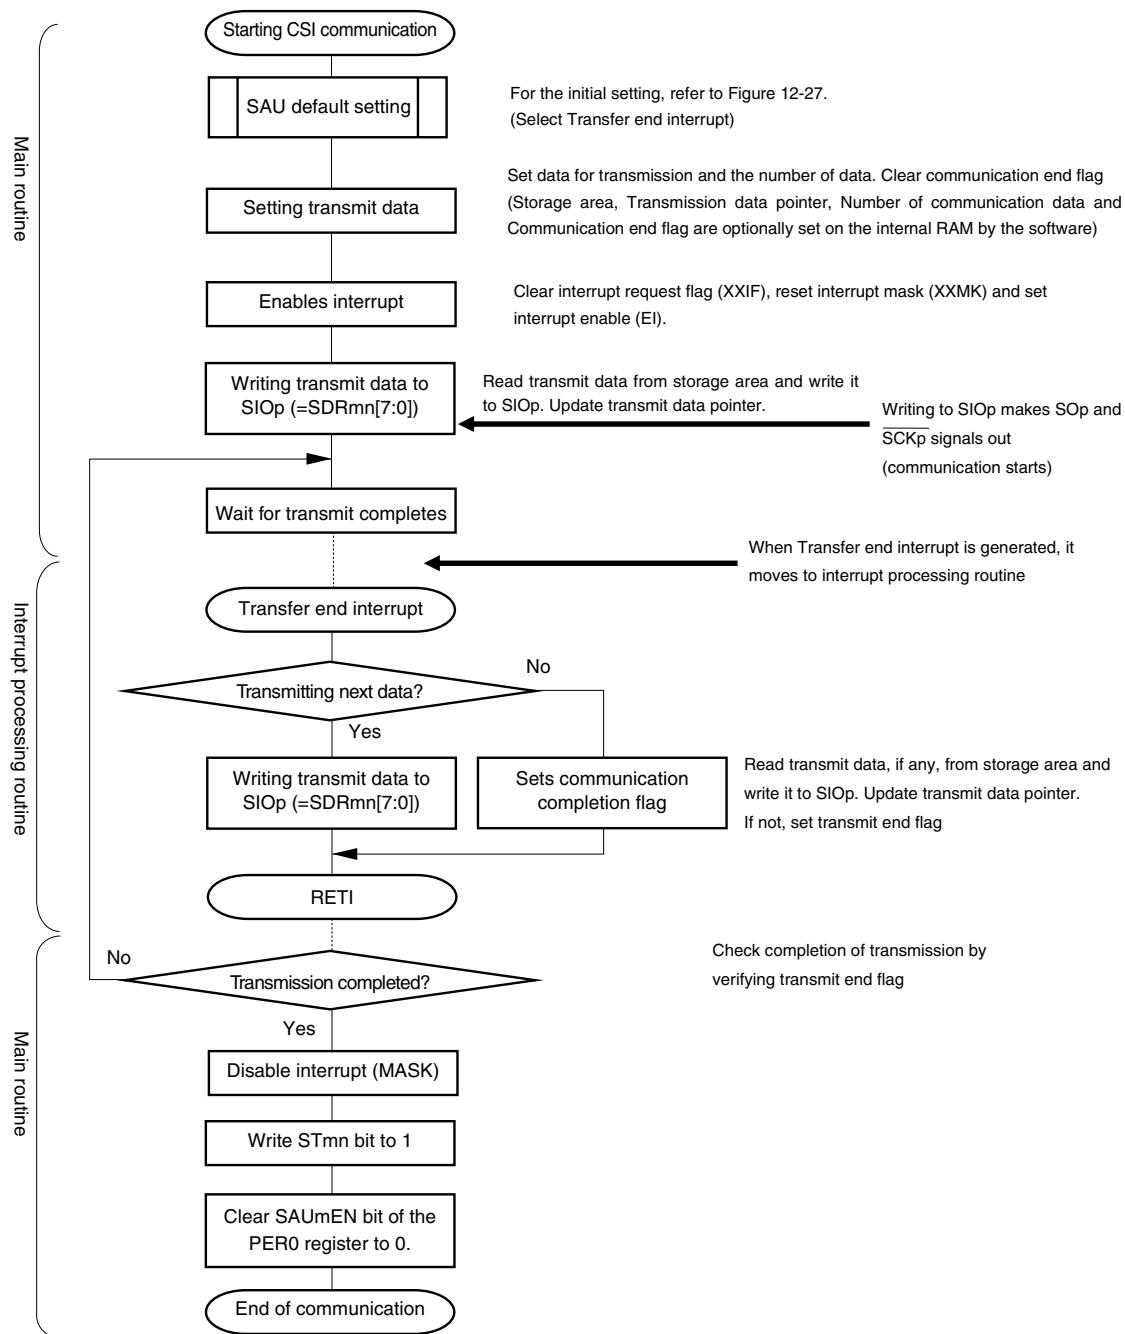 Starting CSI communication
Main routine
SAU default setting
For the initial setting, refer to Figure 12-27.
(Select Transfer end interrupt)
Setting transmit data
Set data for transmission and the number of data. Clear communication end flag
(Storage area, Transmission data pointer, Number of communication data and
Communication end flag are optionally set on the internal RAM by the software)
Enables interrupt
Clear interrupt request flag (XXIF), reset interrupt mask (XXMK) and set
interrupt enable (EI).
Writing transmit data to
SIOp (=SDRmn[7:0])
Read transmit data from storage area and write it
to SIOp. Update transmit data pointer.
Writing to SIOp makes SOp and
SCKp signals out
(communication starts)
Wait for transmit completes
When Transfer end interrupt is generated, it
moves to interrupt processing routine
Interrupt processing routine
Transfer end interrupt
Transmitting next data?
No
Yes
Writing transmit data to
SIOp (=SDRmn[7:0])
Sets communication
completion flag
Read transmit data, if any, from storage area and
write it to SIOp. Update transmit data pointer.
If not, set transmit end flag
RETI
Main routine
No
Transmission completed?
Check completion of transmission by
verifying transmit end flag
Yes
Disable interrupt (MASK)
Write STmn bit to 1
Clear SAUmEN bit of the
PER0 register to 0.
End of communication